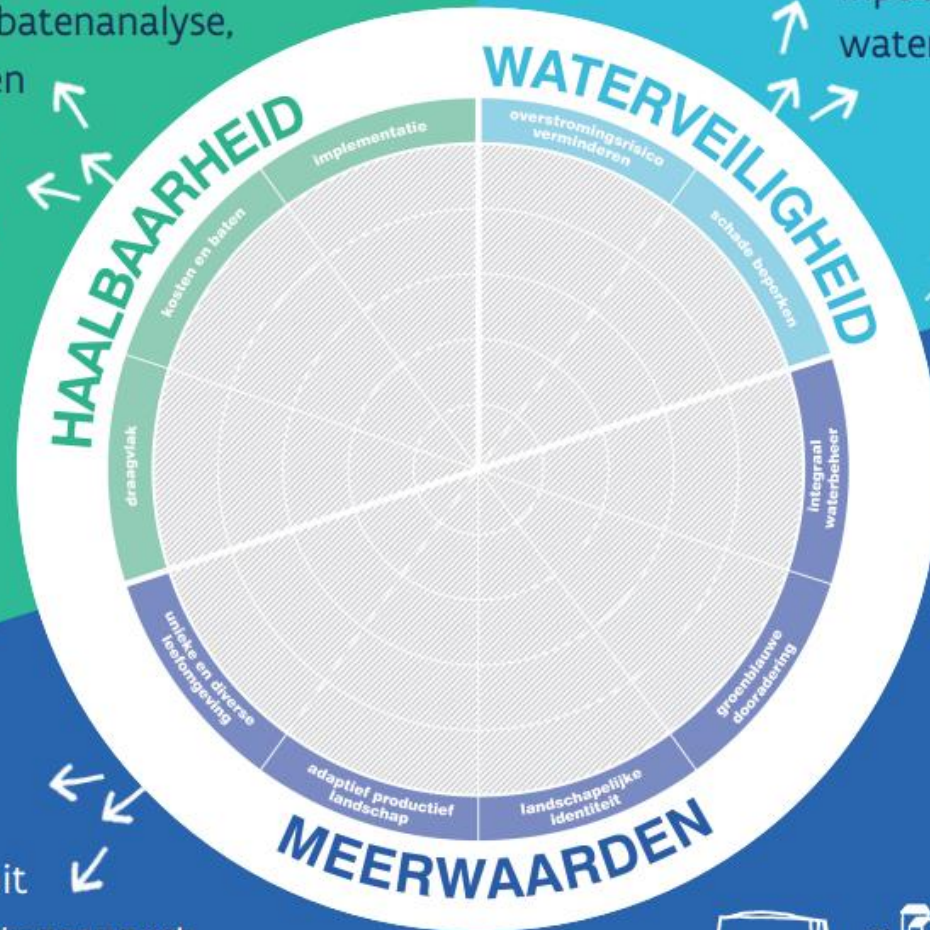 batenanalyse,
en
HAALBAARHEID
implementatie
kosten en baten
draagvlak
WATERVEILIGHEID
overstromingsrisico
verminderen
schade beperken
MEERWAARDEN
integraal
waterbeheer
groenblauwe
dooradering
landschapelijke
identiteit
adaptief productief
landschap
unieke en diverse
leefomgeving
water
it